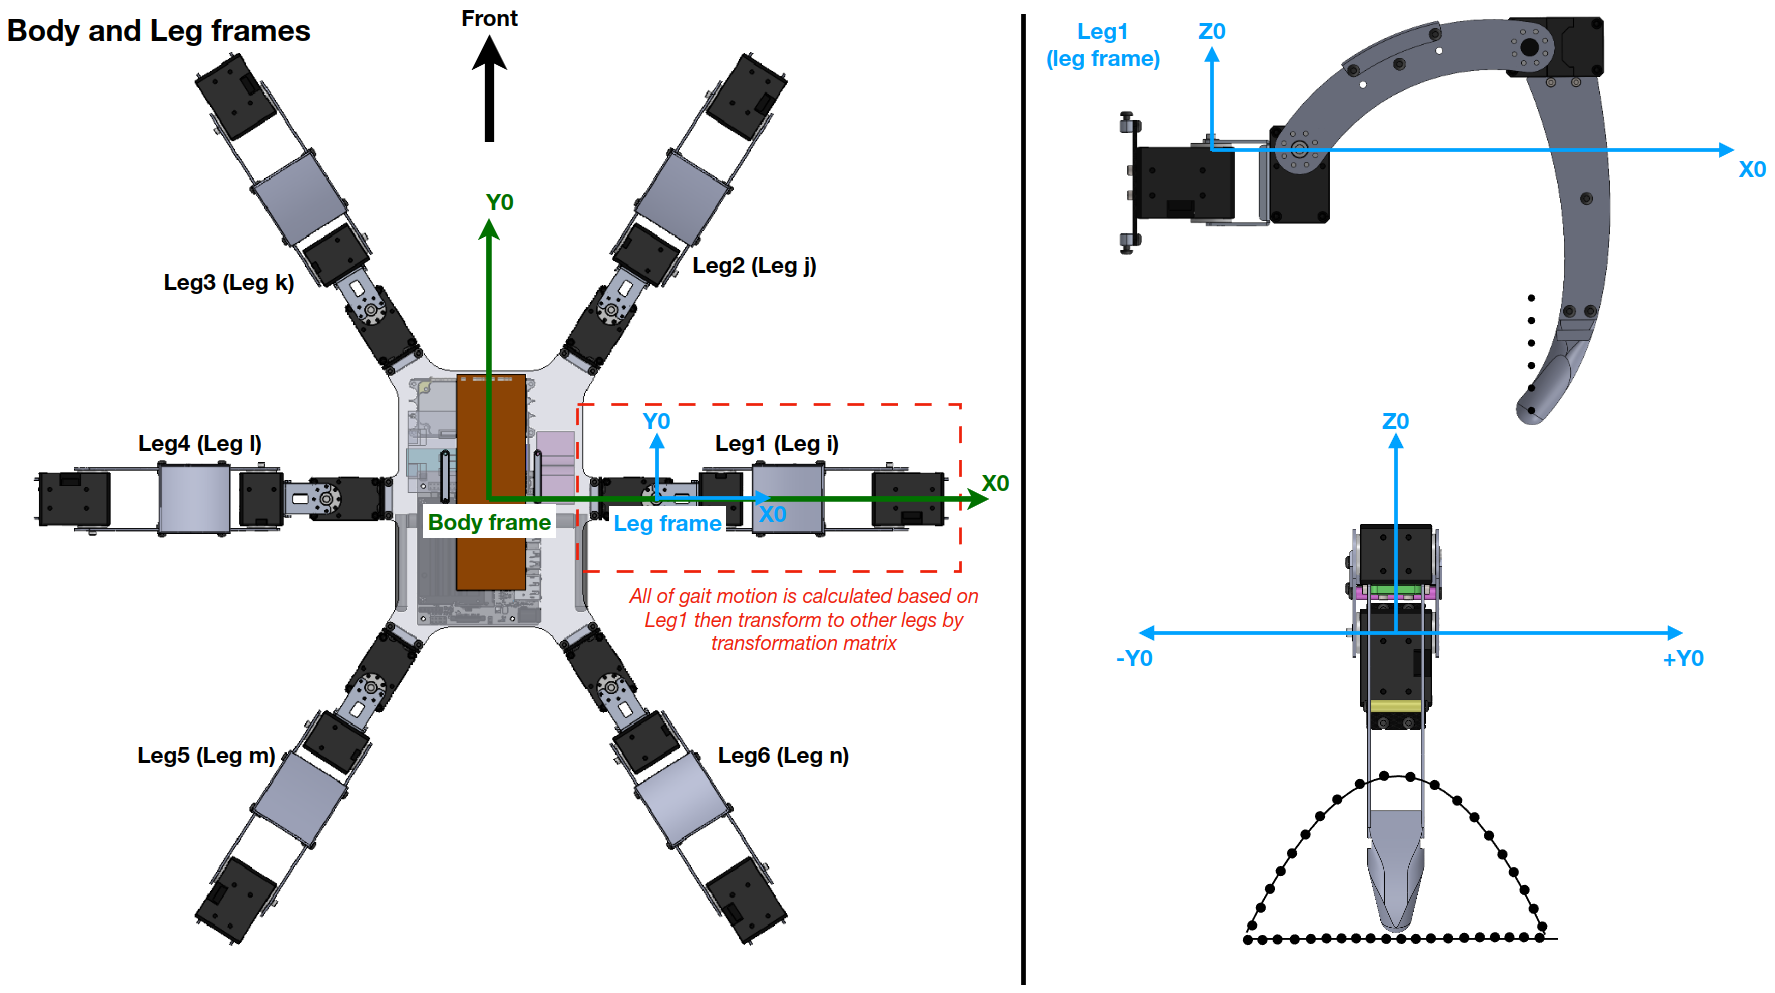 Body and Leg frames
Front
Y0
Leg3 (Leg k)
Leg2 (Leg j)
Leg4 (Leg l)
Y0
Leg1 (Leg i)
X0
X0
Body frame
Leg frame
All of gait motion is calculated based on
Leg1 then transform to other legs by
transformation matrix
Leg5 (Leg m)
Leg6 (Leg n)
Leg1
(leg frame)
Z0
X0
Z0
-Y0
+Y0